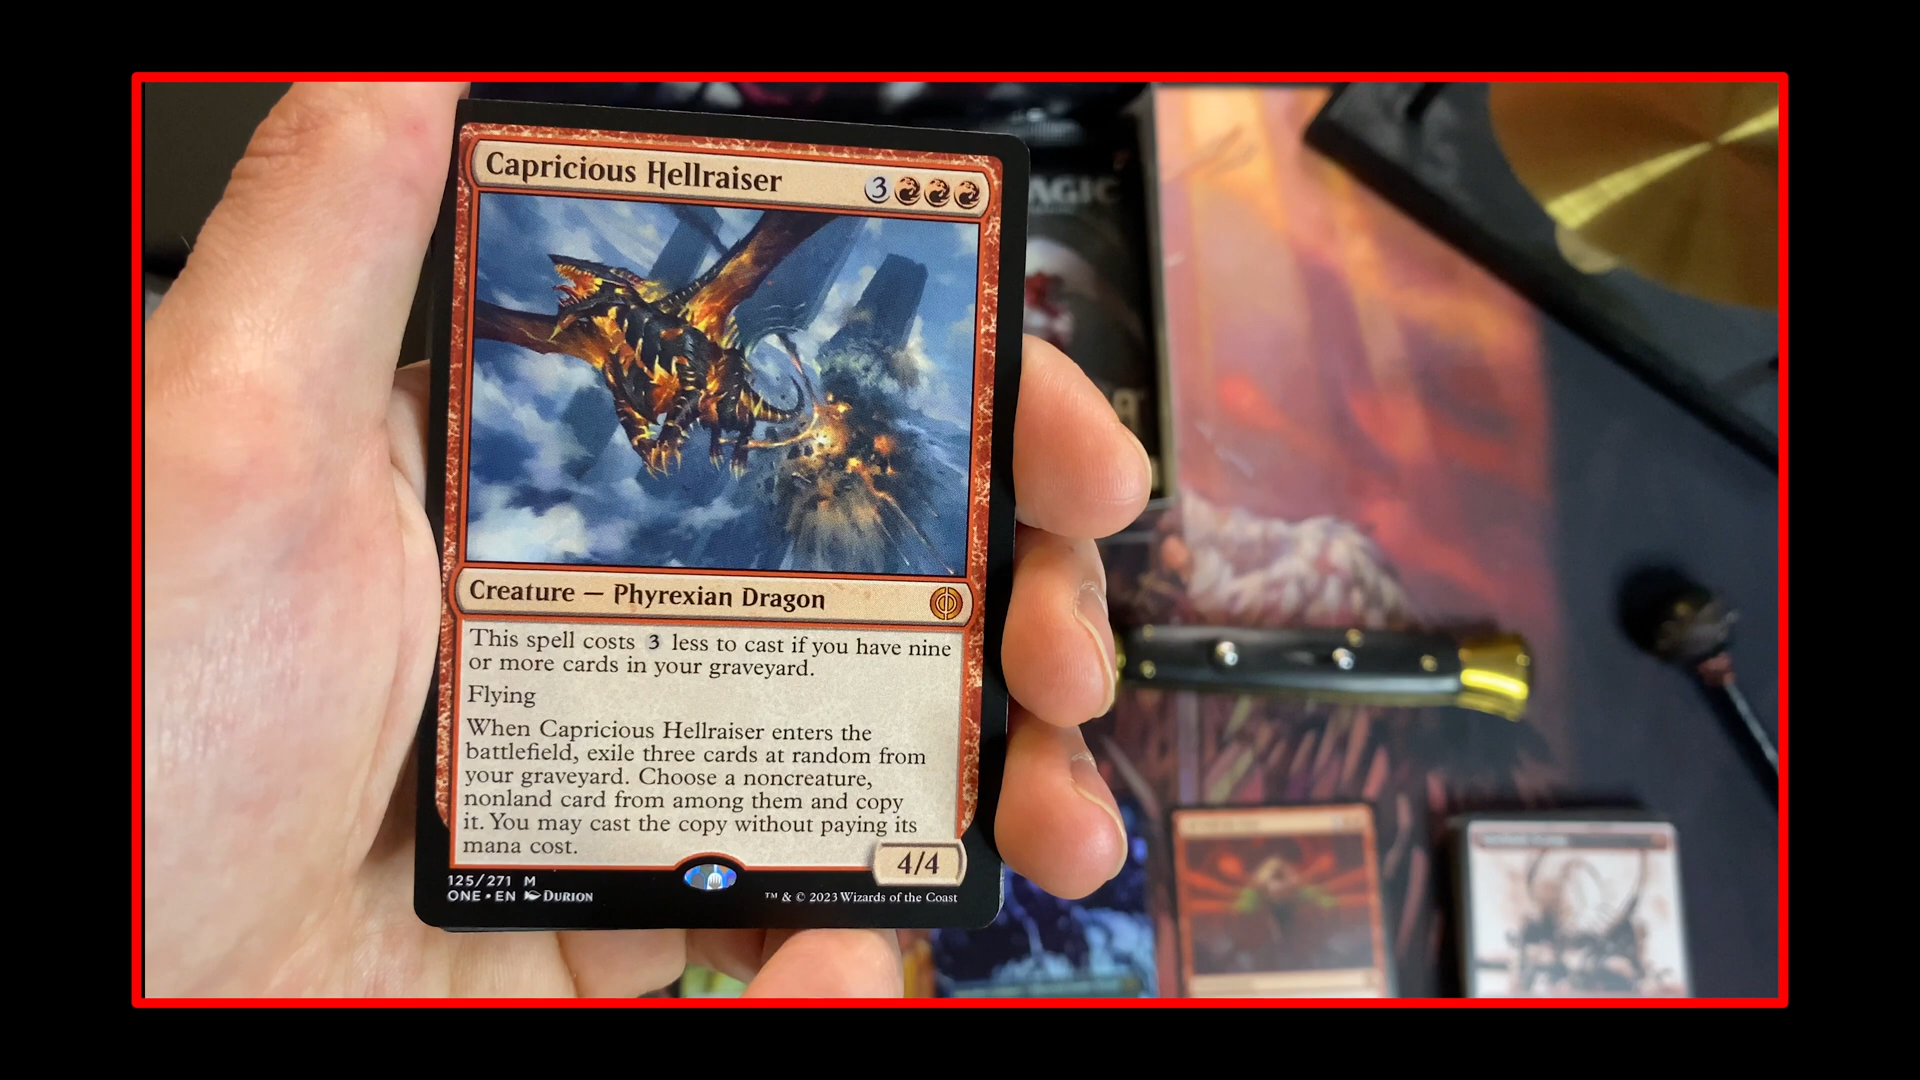 Capricious Hellraiser 3
Creature — Phyrexian Dragon
This spell costs 3 less to cast if you have nine
or more cards in your graveyard.
Flying
When Capricious Hellraiser enters the
battlefield, exile three cards at random from
your graveyard. Choose a noncreature,
nonland card from among them and copy
it. You may cast the copy without paying its
mana cost.
4/4
125/271 M
ONE • EN DURION
™ & © 2023 Wizards of the Coast
AGIC